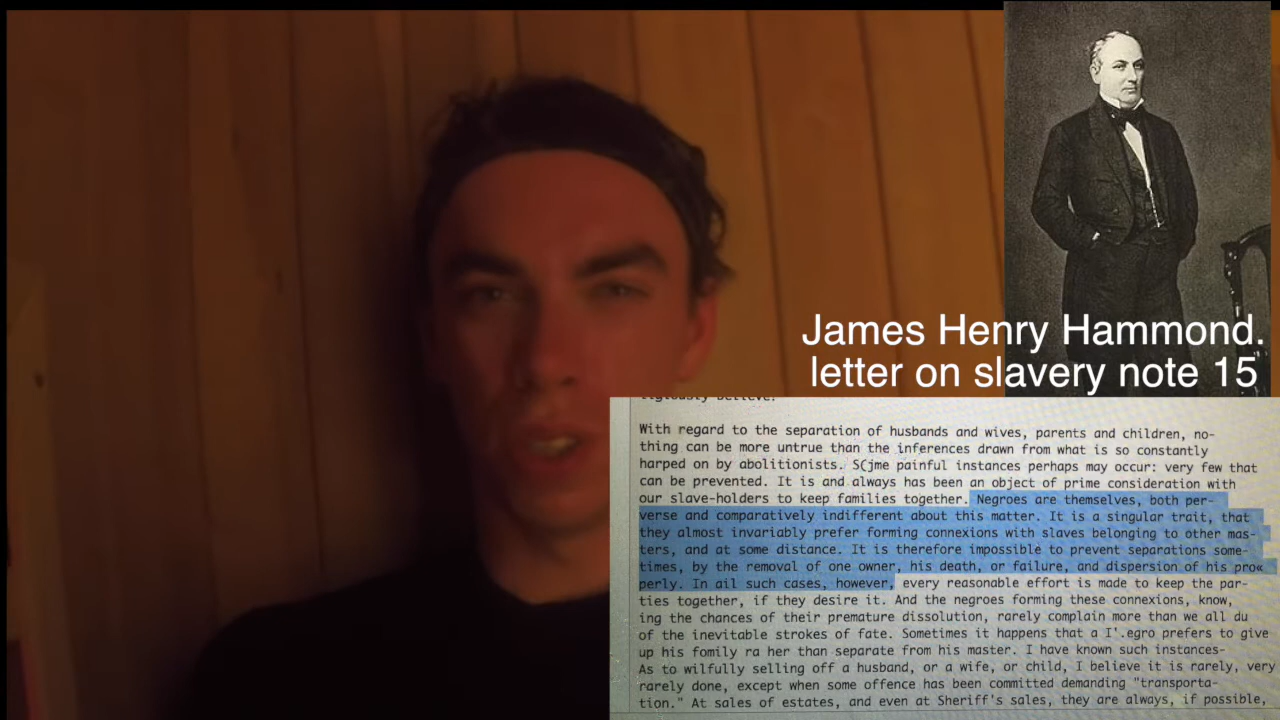 James Henry Hammond.
letter on slavery note 15
With regard to the separation of husbands and wives, parents and children, no-
thing can be more untrue than the inferences drawn from what is so constantly
harped on by abolitionists. S(jme painful instances perhaps may occur: very few that
can be prevented. It is and always has been an object of prime consideration with
our slave-holders to keep families together. Negroes are themselves, both per-
verse and comparatively indifferent about this matter. It is a singular trait, that
they almost invariably prefer forming connexions with slaves belonging to other mas-
ters, and at some distance. It is therefore impossible to prevent separations some-
times, by the removal of one owner, his death, or failure, and dispersion of his pro«
perly. In ail such cases, however, every reasonable effort is made to keep the par-
ties together, if they desire it. And the negroes forming these connexions, know,
ing the chances of their premature dissolution, rarely complain more than we all du
of the inevitable strokes of fate. Sometimes it happens that a I'.egro prefers to give
up his fomily ra her than separate from his master. I have known such instances-
As to wilfully selling off a husband, or a wife, or child, I believe it is rarely, very
rarely done, except when some offence has been committed demanding "transporta-
tion." At sales of estates, and even at Sheriff's sales, they are always, if possible,